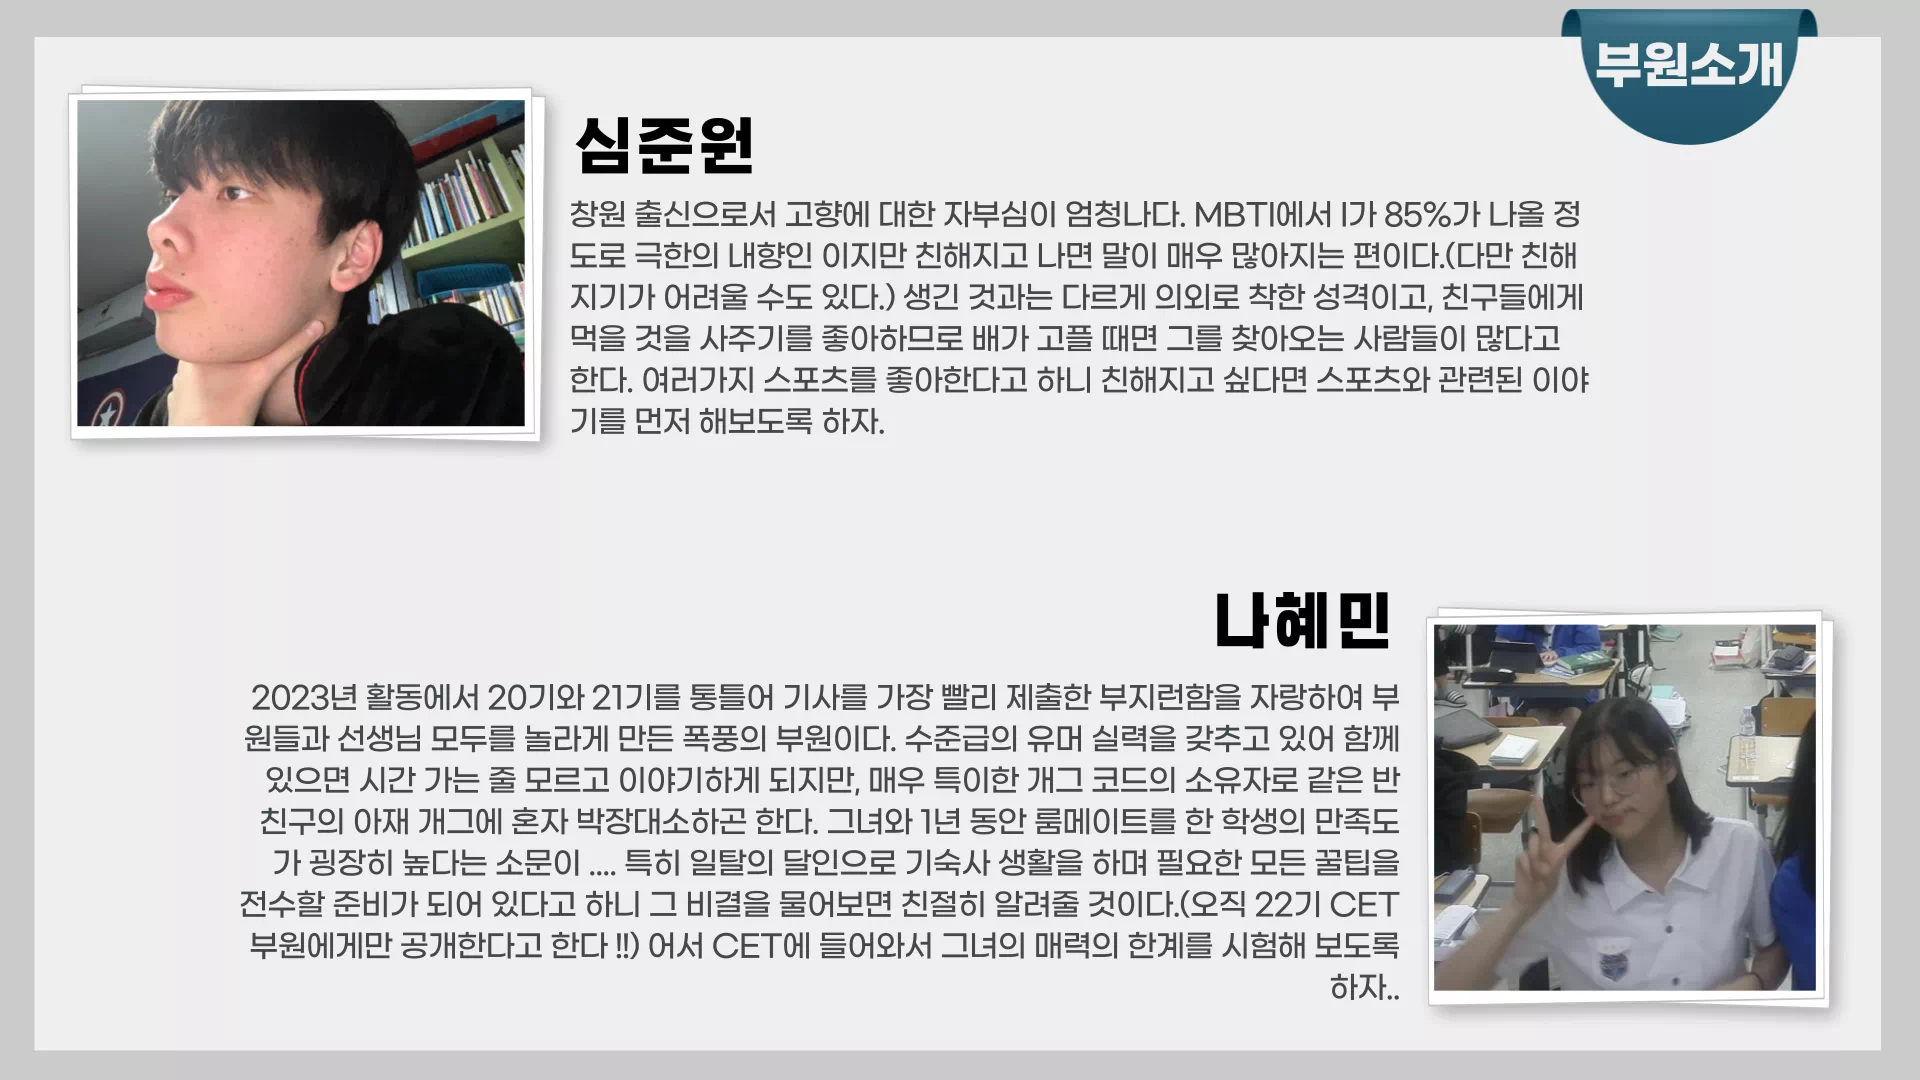 부원소개
심준원
창원 출신으로서 고향에 대한 자부심이 엄청나다. MBTI에서 I가 85%가 나올 정
도로 극한의 내향인 이지만 친해지고 나면 말이 매우 많아지는 편이다.(다만 친해
지기가 어려울 수도 있다.) 생긴 것과는 다르게 의외로 착한 성격이고, 친구들에게
먹을 것을 사주기를 좋아하므로 배가 고플 때면 그를 찾아오는 사람들이 많다고
한다. 여러가지 스포츠를 좋아한다고 하니 친해지고 싶다면 스포츠와 관련된 이야
기를 먼저 해보도록 하자.
나혜민
2023년 활동에서 20기와 21기를 통틀어 기사를 가장 빨리 제출한 부지런함을 자랑하여 부
원들과 선생님 모두를 놀라게 만든 폭풍의 부원이다. 수준급의 유머 실력을 갖추고 있어 함께
있으면 시간 가는 줄 모르고 이야기하게 되지만, 매우 특이한 개그 코드의 소유자로 같은 반
친구의 아재 개그에 혼자 박장대소하곤 한다. 그녀와 1년 동안 룸메이트를 한 학생의 만족도
가 굉장히 높다는 소문이 .... 특히 일탈의 달인으로 기숙사 생활을 하며 필요한 모든 꿀팁을
전수할 준비가 되어 있다고 하니 그 비결을 물어보면 친절히 알려줄 것이다.(오직 22기 CET
부원에게만 공개한다고 한다 !!) 어서 CET에 들어와서 그녀의 매력의 한계를 시험해 보도록
하자..